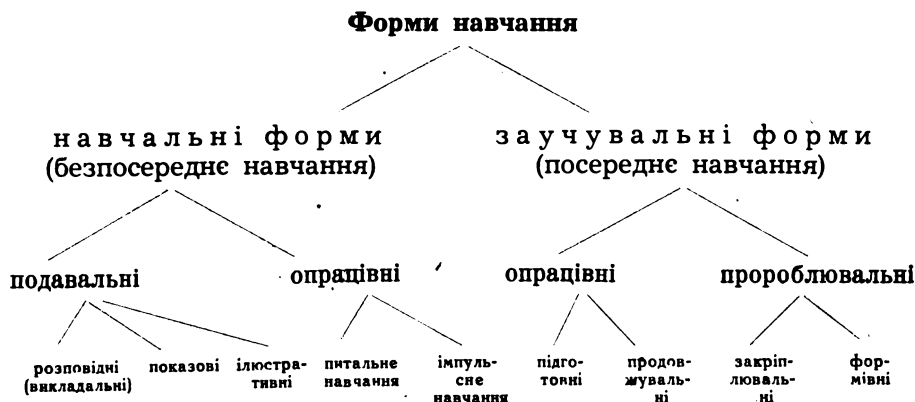 Форми навчання
навчальні форми
(безпосереднє навчання)
заучувальні форми
(посереднє навчання)
подавальні
опрацівні
опрацівні
пророблювальні
розповідні
(викладальні)
показові
ілюстра-
тивні
питальне
навчання
імпуль-
сне
навчання
підго-
товні
продов-
жуваль-
ні
закріп-
люваль-
ні
фор-
мівні